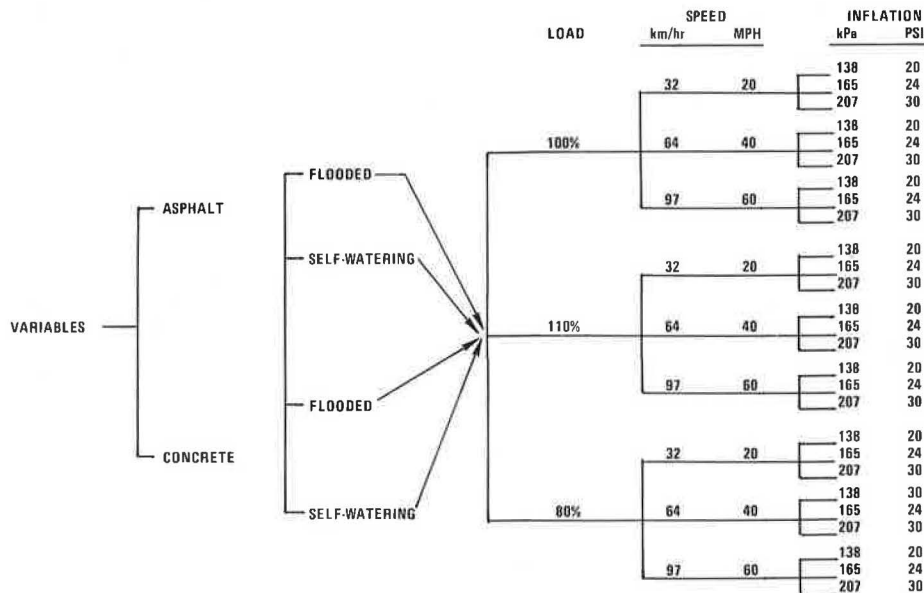 SPEED INFLATION
LOAD km/hr MPH kPa PSI
138 20
32 20 165 24
207 30
138 20
100% 64 40 165 24
207 30
FLOODED
138 20
97 60 165 24
ASPHALT 207 30
138 20
SELF-WATERING 32 20 165 24
207 30
138 20
VARIABLES 110% 64 40 165 24
207 30
138 20
97 60 165 24
FLOODED 207 30
138 20
CONCRETE 32 20 165 24
207 30
138 30
SELF-WATERING 80% 64 40 165 24
207 30
138 20
97 60 165 24
207 30